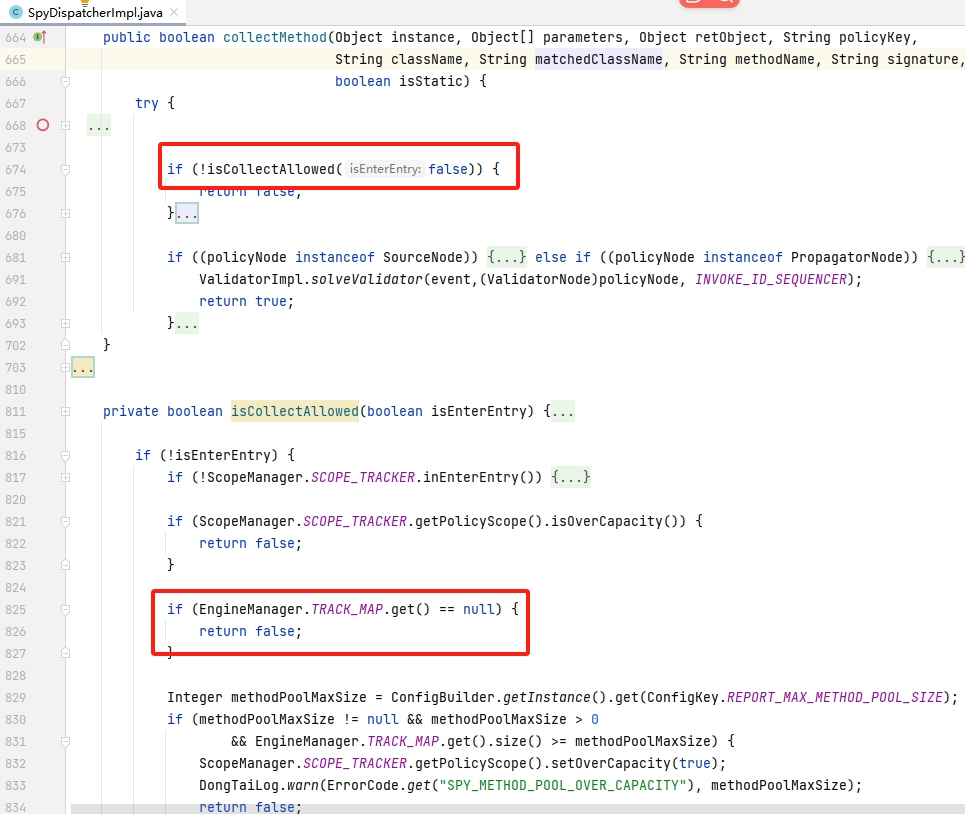 SpyDispatcherImpl.java
664 public boolean collectMethod(Object instance, Object[] parameters, Object retObject, String policyKey,
665 String className, String matchedClassName, String methodName, String signature,
666 boolean isStatic) {
667 try {
668 ...
673
674 if (!isCollectAllowed( isEnterEntry: false)) {
675 return false;
676 }...
680
681 if ((policyNode instanceof SourceNode)) {...} else if ((policyNode instanceof PropagatorNode)) {...}
691 ValidatorImpl.solveValidator(event,(ValidatorNode)policyNode, INVOKE_ID_SEQUENCER);
692 return true;
693 }...
702 }
703 ...
810
811 private boolean isCollectAllowed(boolean isEnterEntry) {...
815
816 if (!isEnterEntry) {
817 if (!ScopeManager.SCOPE_TRACKER.inEnterEntry()) {...}
820
821 if (ScopeManager.SCOPE_TRACKER.getPolicyScope().isOverCapacity()) {
822 return false;
823 }
824
825 if (EngineManager.TRACK_MAP.get() == null) {
826 return false;
827 }
828
829 Integer methodPoolMaxSize = ConfigBuilder.getInstance().get(ConfigKey.REPORT_MAX_METHOD_POOL_SIZE);
830 if (methodPoolMaxSize != null && methodPoolMaxSize > 0
831 && EngineManager.TRACK_MAP.get().size() >= methodPoolMaxSize) {
832 ScopeManager.SCOPE_TRACKER.getPolicyScope().setOverCapacity(true);
833 DongTaiLog.warn(ErrorCode.get("SPY_METHOD_POOL_OVER_CAPACITY"), methodPoolMaxSize);
834 return false;